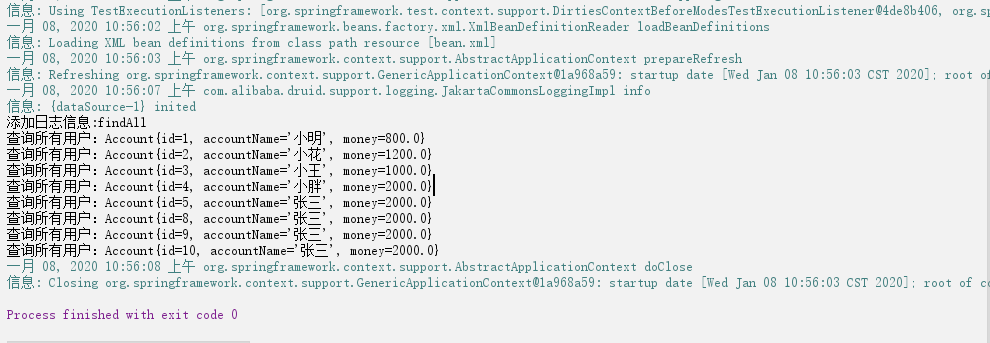 信息: Using TestExecutionListeners: [org.springframework.test.context.support.DirtiesContextBeforeModesTestExecutionListener@4de8b406, org.sp
一月 08, 2020 10:56:02 上午 org.springframework.beans.factory.xml.XmlBeanDefinitionReader loadBeanDefinitions
信息: Loading XML bean definitions from class path resource [bean.xml]
一月 08, 2020 10:56:03 上午 org.springframework.context.support.AbstractApplicationContext prepareRefresh
信息: Refreshing org.springframework.context.support.GenericApplicationContext@1a968a59: startup date [Wed Jan 08 10:56:03 CST 2020]; root of
一月 08, 2020 10:56:07 上午 com.alibaba.druid.support.logging.JakartaCommonsLoggingImpl info
信息: {dataSource-1} inited
添加日志信息:findAll
查询所有用户: Account{id=1, accountName='小明', money=800.0}
查询所有用户: Account{id=2, accountName='小花', money=1200.0}
查询所有用户: Account{id=3, accountName='小王', money=1000.0}
查询所有用户: Account{id=4, accountName='小胖', money=2000.0}
查询所有用户: Account{id=5, accountName='张三', money=2000.0}
查询所有用户: Account{id=8, accountName='张三', money=2000.0}
查询所有用户: Account{id=9, accountName='张三', money=2000.0}
查询所有用户: Account{id=10, accountName='张三', money=2000.0}
一月 08, 2020 10:56:08 上午 org.springframework.context.support.AbstractApplicationContext doClose
信息: Closing org.springframework.context.support.GenericApplicationContext@1a968a59: startup date [Wed Jan 08 10:56:03 CST 2020]; root of co
Process finished with exit code 0